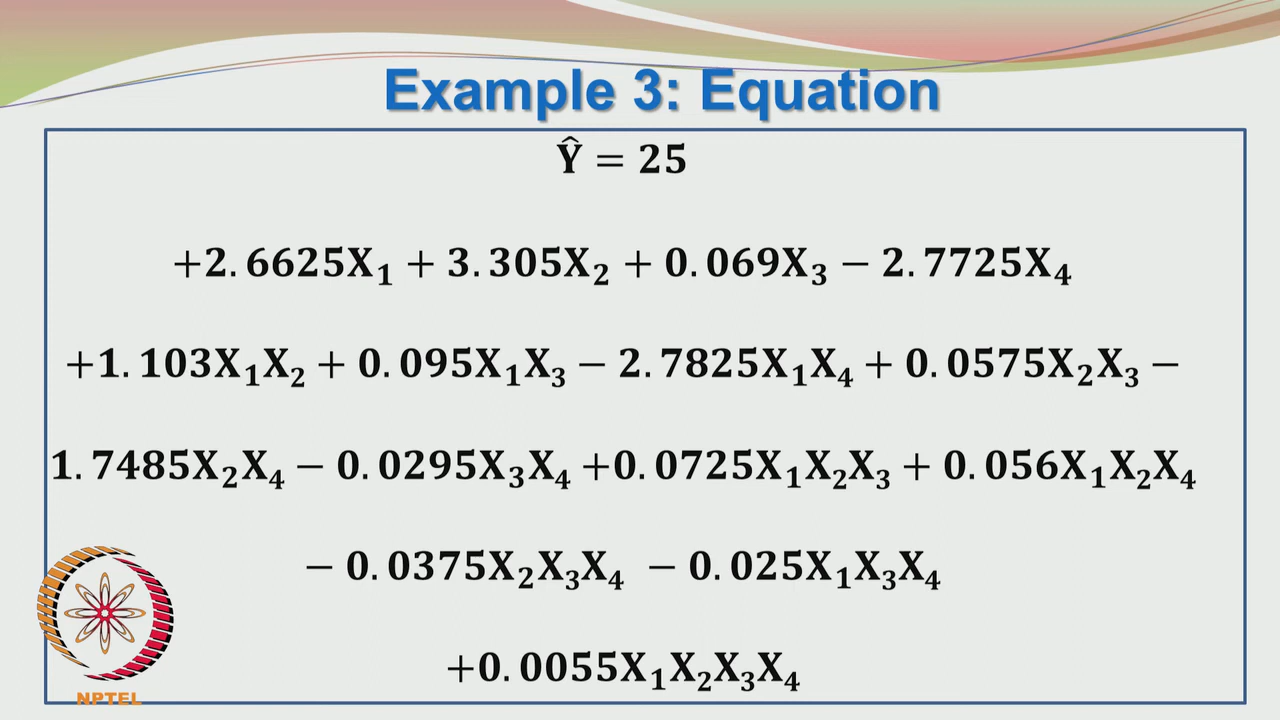 Example 3: Equation
Ŷ = 25
+2.6625X₁ + 3.305X₂ + 0.069X₃ − 2.7725X₄
+1.103X₁X₂ + 0.095X₁X₃ − 2.7825X₁X₄ + 0.0575X₂X₃ −
1.7485X₂X₄ − 0.0295X₃X₄ +0.0725X₁X₂X₃ + 0.056X₁X₂X₄
− 0.0375X₂X₃X₄ − 0.025X₁X₃X₄
+0.0055X₁X₂X₃X₄
NPTEL